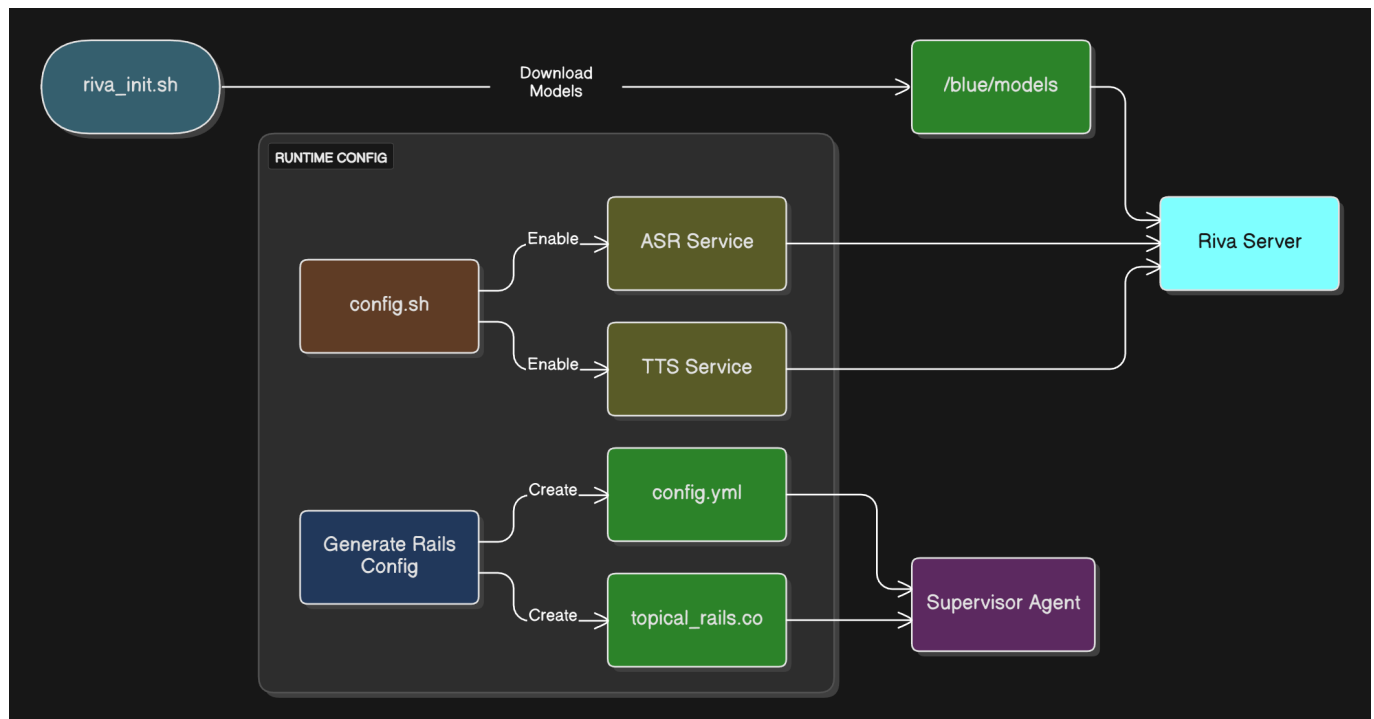 riva_init.sh
Download
Models
/blue/models
RUNTIME CONFIG
Enable
ASR Service
Riva Server
config.sh
Enable
TTS Service
Create
config.yml
Generate Rails
Config
Create
topical_rails.co
Supervisor Agent